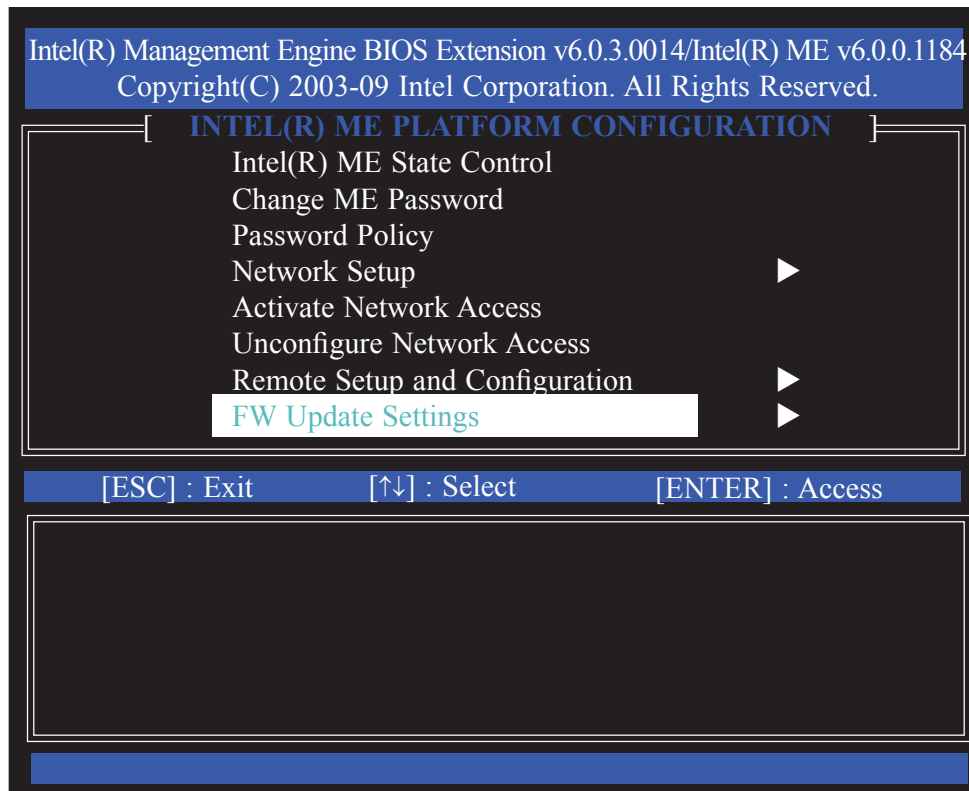 Intel(R) Management Engine BIOS Extension v6.0.3.0014/Intel(R) ME v6.0.0.1184
Copyright(C) 2003-09 Intel Corporation. All Rights Reserved.
[ INTEL(R) ME PLATFORM CONFIGURATION ]
Intel(R) ME State Control
Change ME Password
Password Policy
Network Setup ►
Activate Network Access
Unconfigure Network Access
Remote Setup and Configuration ►
FW Update Settings ►
[ESC] : Exit [↑↓] : Select [ENTER] : Access